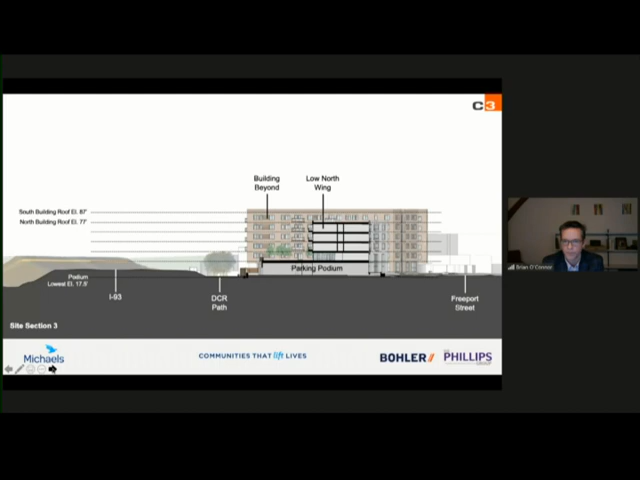 C3
Building
Beyond
Low North
Wing
South Building Roof El. 87'
North Building Roof El. 77'
Parking Podium
Podium
Lowest El. 17.5'
I-93
DCR
Path
Freeport
Street
Site Section 3
Michaels
COMMUNITIES THAT lift LIVES
BOHLER//
PHILLIPS
Brian O'Connor